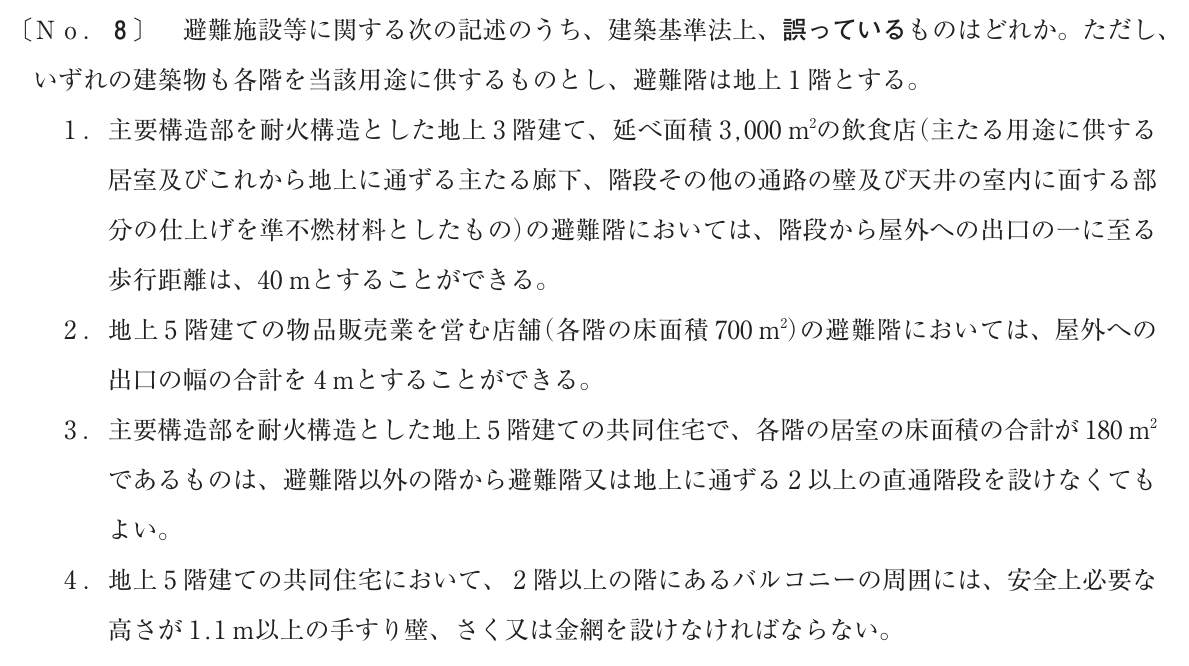 〔Ｎｏ．８〕　避難施設等に関する次の記述のうち、建築基準法上、誤っているものはどれか。ただし、
いずれの建築物も各階を当該用途に供するものとし、避難階は地上１階とする。
１．主要構造部を耐火構造とした地上３階建て、延べ面積 3,000 m²の飲食店(主たる用途に供する
居室及びこれから地上に通ずる主たる廊下、階段その他の通路の壁及び天井の室内に面する部
分の仕上げを準不燃材料としたもの)の避難階においては、階段から屋外への出口の一に至る
歩行距離は、40 mとすることができる。
２．地上５階建ての物品販売業を営む店舗(各階の床面積 700 m²)の避難階においては、屋外への
出口の幅の合計を 4 mとすることができる。
３．主要構造部を耐火構造とした地上５階建ての共同住宅で、各階の居室の床面積の合計が 180 m²
であるものは、避難階以外の階から避難階又は地上に通ずる２以上の直通階段を設けなくても
よい。
４．地上５階建ての共同住宅において、２階以上の階にあるバルコニーの周囲には、安全上必要な
高さが 1.1 m以上の手すり壁、さく又は金網を設けなければならない。